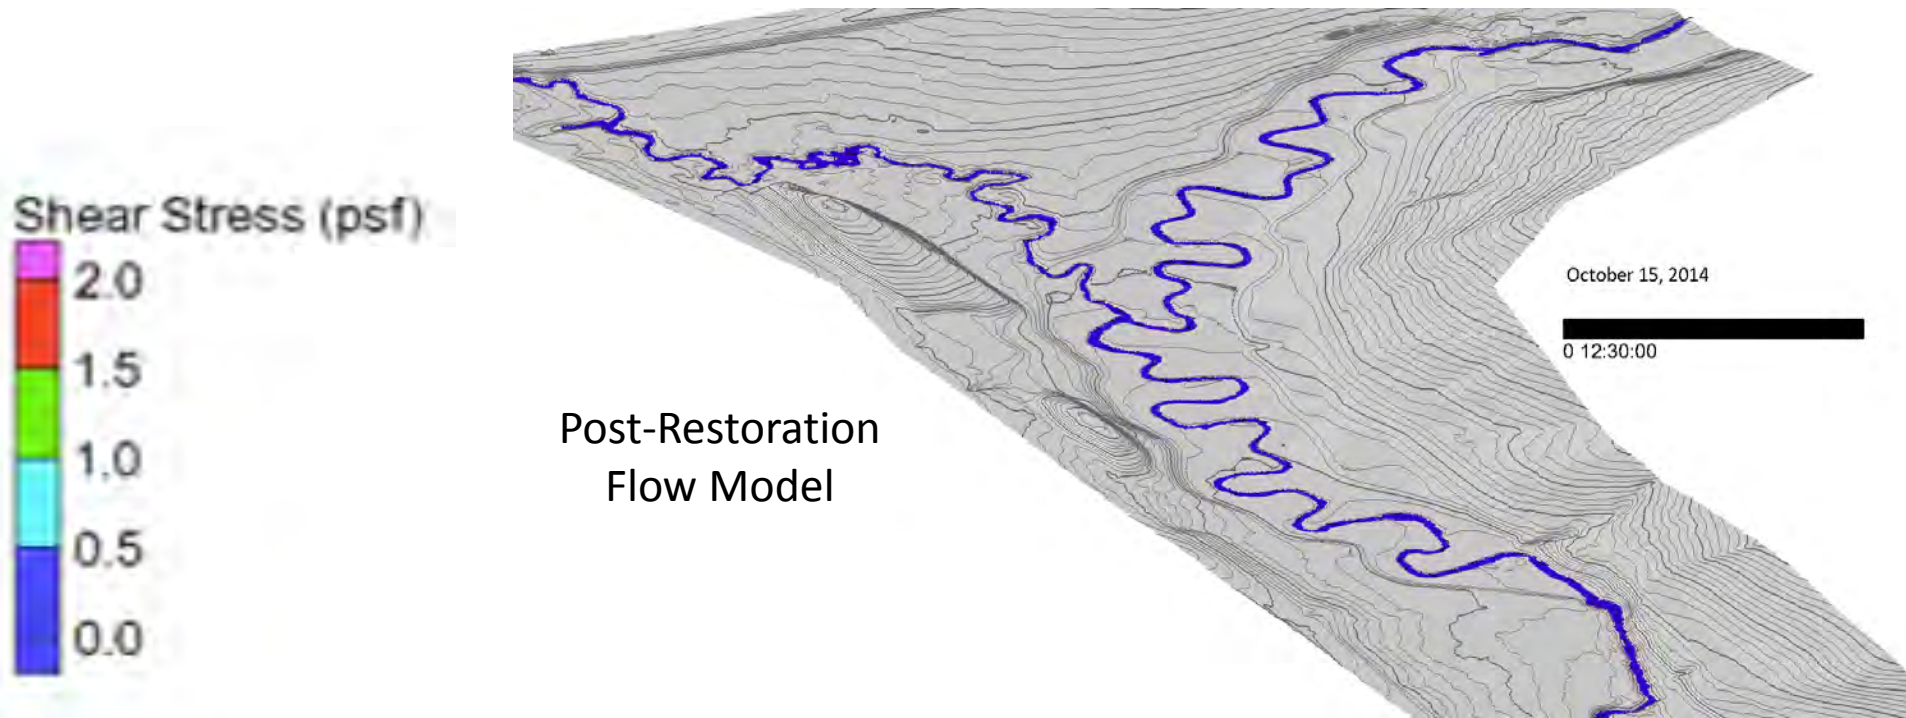 Shear Stress (psf)
2.0
1.5
1.0
0.5
0.0
Post-Restoration
Flow Model
October 15, 2014
0 12:30:00